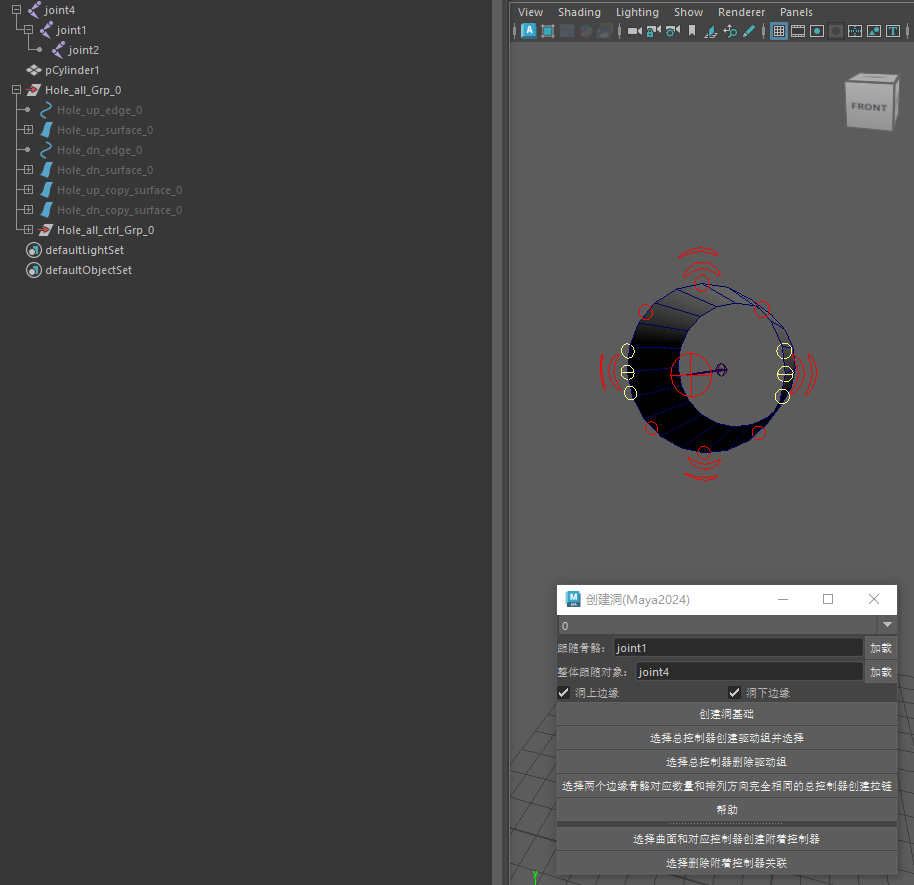 joint4
joint1
joint2
pCylinder1
Hole_all_Grp_0
Hole_up_edge_0
Hole_up_surface_0
Hole_dn_edge_0
Hole_dn_surface_0
Hole_up_copy_surface_0
Hole_dn_copy_surface_0
Hole_all_ctrl_Grp_0
defaultLightSet
defaultObjectSet
View Shading Lighting Show Renderer Panels
FRONT
创建洞(Maya2024)
0
跟随骨骼: joint1 加载
整体跟随对象: joint4 加载
洞上边缘 洞下边缘
创建洞基础
选择总控制器创建驱动组并选择
选择总控制器删除驱动组
选择两个边缘骨骼对应数量和排列方向完全相同的总控制器创建拉链
帮助
选择曲面和对应控制器创建附着控制器
选择删除附着控制器关联
y